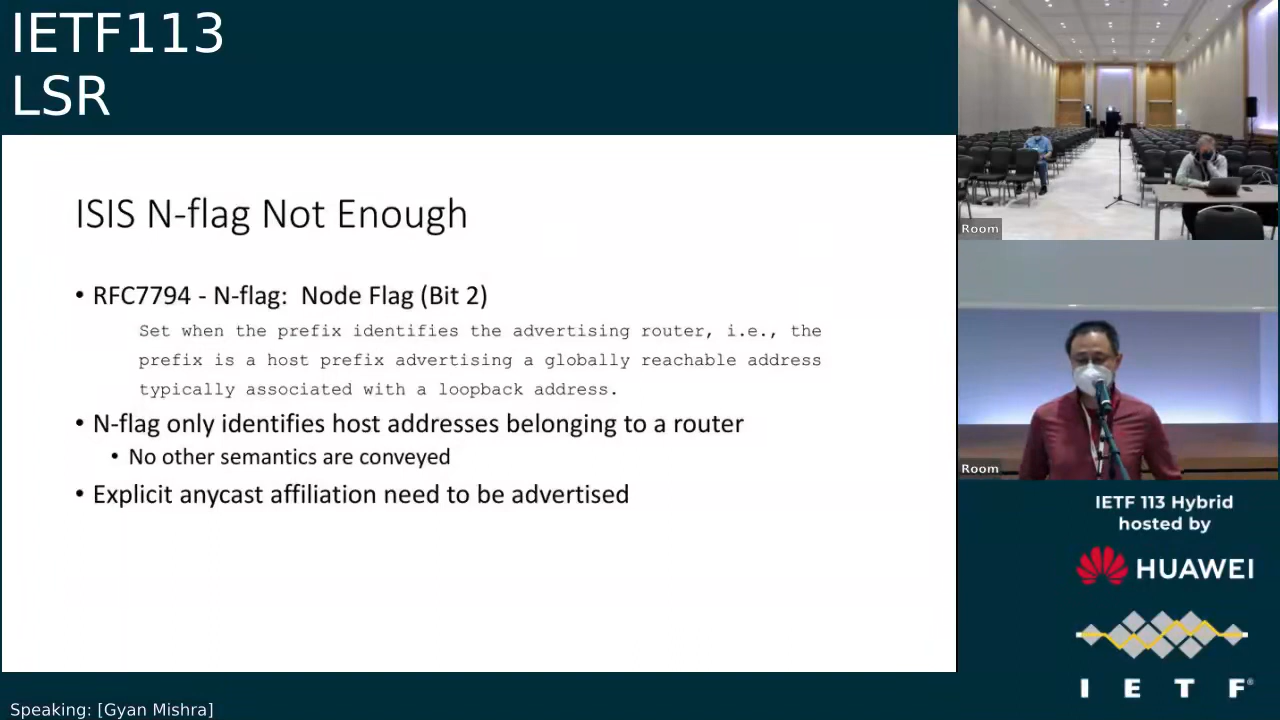 IETF113
LSR
ISIS N-flag Not Enough
• RFC7794 - N-flag: Node Flag (Bit 2)
Set when the prefix identifies the advertising router, i.e., the
prefix is a host prefix advertising a globally reachable address
typically associated with a loopback address.
• N-flag only identifies host addresses belonging to a router
• No other semantics are conveyed
• Explicit anycast affiliation need to be advertised
Room
Room
IETF 113 Hybrid
hosted by
HUAWEI
I E T F®
Speaking: [Gyan Mishra]